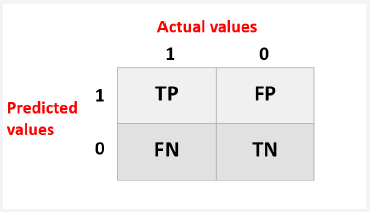 Actual values
1 0
1 TP FP
Predicted
values
0 FN TN